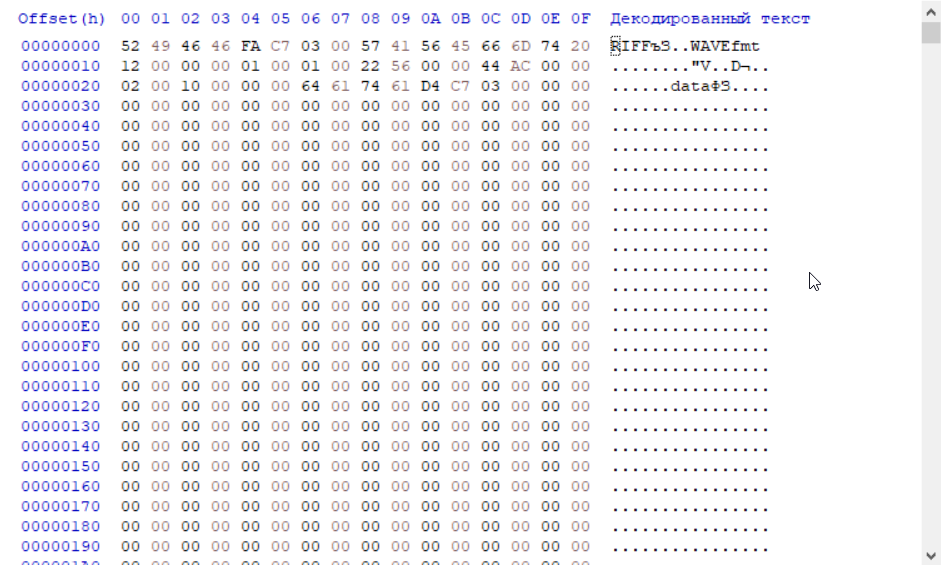 Offset(h) 00 01 02 03 04 05 06 07 08 09 0A 0B 0C 0D 0E 0F Декодированный текст
00000000 52 49 46 46 FA C7 03 00 57 41 56 45 66 6D 74 20 RIFFъЗ..WAVEfmt
00000010 12 00 00 00 01 00 01 00 22 56 00 00 44 AC 00 00 ........"V..D¬..
00000020 02 00 10 00 00 00 64 61 74 61 D4 C7 03 00 00 00 ......dataФЗ....
00000030 00 00 00 00 00 00 00 00 00 00 00 00 00 00 00 00 ................
00000040 00 00 00 00 00 00 00 00 00 00 00 00 00 00 00 00 ................
00000050 00 00 00 00 00 00 00 00 00 00 00 00 00 00 00 00 ................
00000060 00 00 00 00 00 00 00 00 00 00 00 00 00 00 00 00 ................
00000070 00 00 00 00 00 00 00 00 00 00 00 00 00 00 00 00 ................
00000080 00 00 00 00 00 00 00 00 00 00 00 00 00 00 00 00 ................
00000090 00 00 00 00 00 00 00 00 00 00 00 00 00 00 00 00 ................
000000A0 00 00 00 00 00 00 00 00 00 00 00 00 00 00 00 00 ................
000000B0 00 00 00 00 00 00 00 00 00 00 00 00 00 00 00 00 ................
000000C0 00 00 00 00 00 00 00 00 00 00 00 00 00 00 00 00 ................
000000D0 00 00 00 00 00 00 00 00 00 00 00 00 00 00 00 00 ................
000000E0 00 00 00 00 00 00 00 00 00 00 00 00 00 00 00 00 ................
000000F0 00 00 00 00 00 00 00 00 00 00 00 00 00 00 00 00 ................
00000100 00 00 00 00 00 00 00 00 00 00 00 00 00 00 00 00 ................
00000110 00 00 00 00 00 00 00 00 00 00 00 00 00 00 00 00 ................
00000120 00 00 00 00 00 00 00 00 00 00 00 00 00 00 00 00 ................
00000130 00 00 00 00 00 00 00 00 00 00 00 00 00 00 00 00 ................
00000140 00 00 00 00 00 00 00 00 00 00 00 00 00 00 00 00 ................
00000150 00 00 00 00 00 00 00 00 00 00 00 00 00 00 00 00 ................
00000160 00 00 00 00 00 00 00 00 00 00 00 00 00 00 00 00 ................
00000170 00 00 00 00 00 00 00 00 00 00 00 00 00 00 00 00 ................
00000180 00 00 00 00 00 00 00 00 00 00 00 00 00 00 00 00 ................
00000190 00 00 00 00 00 00 00 00 00 00 00 00 00 00 00 00 ................